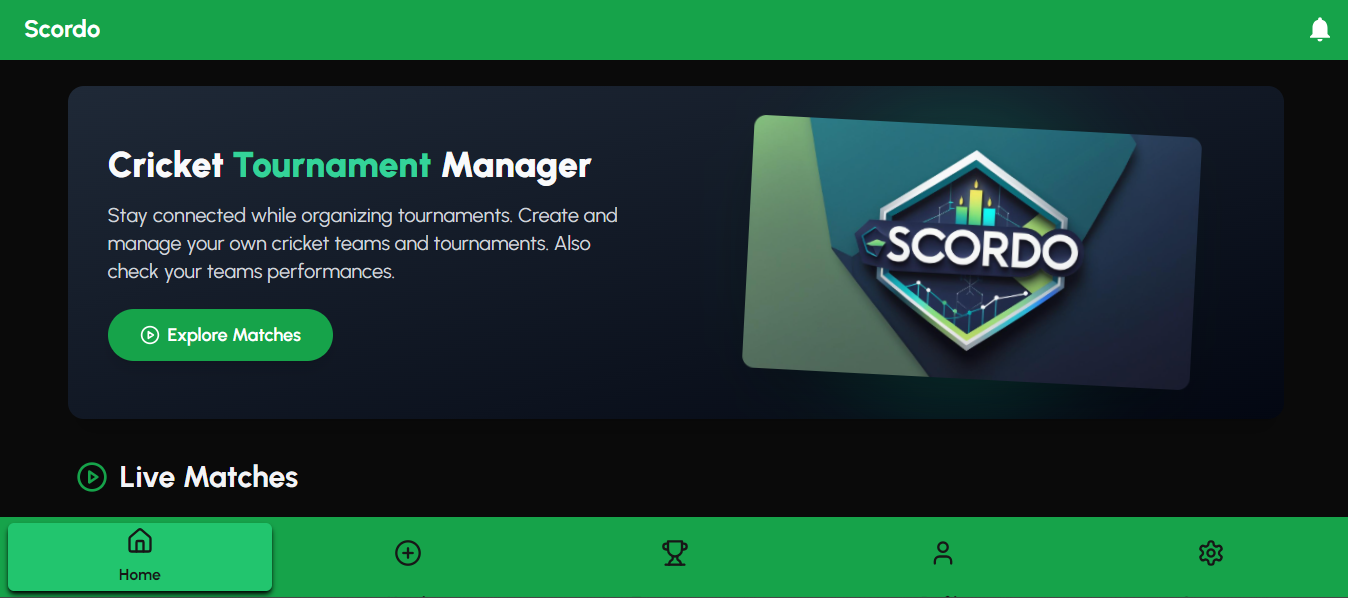 Scordo
Cricket Tournament Manager
Stay connected while organizing tournaments. Create and
manage your own cricket teams and tournaments. Also
check your teams performances.
Explore Matches
SCORDO
Live Matches
Home